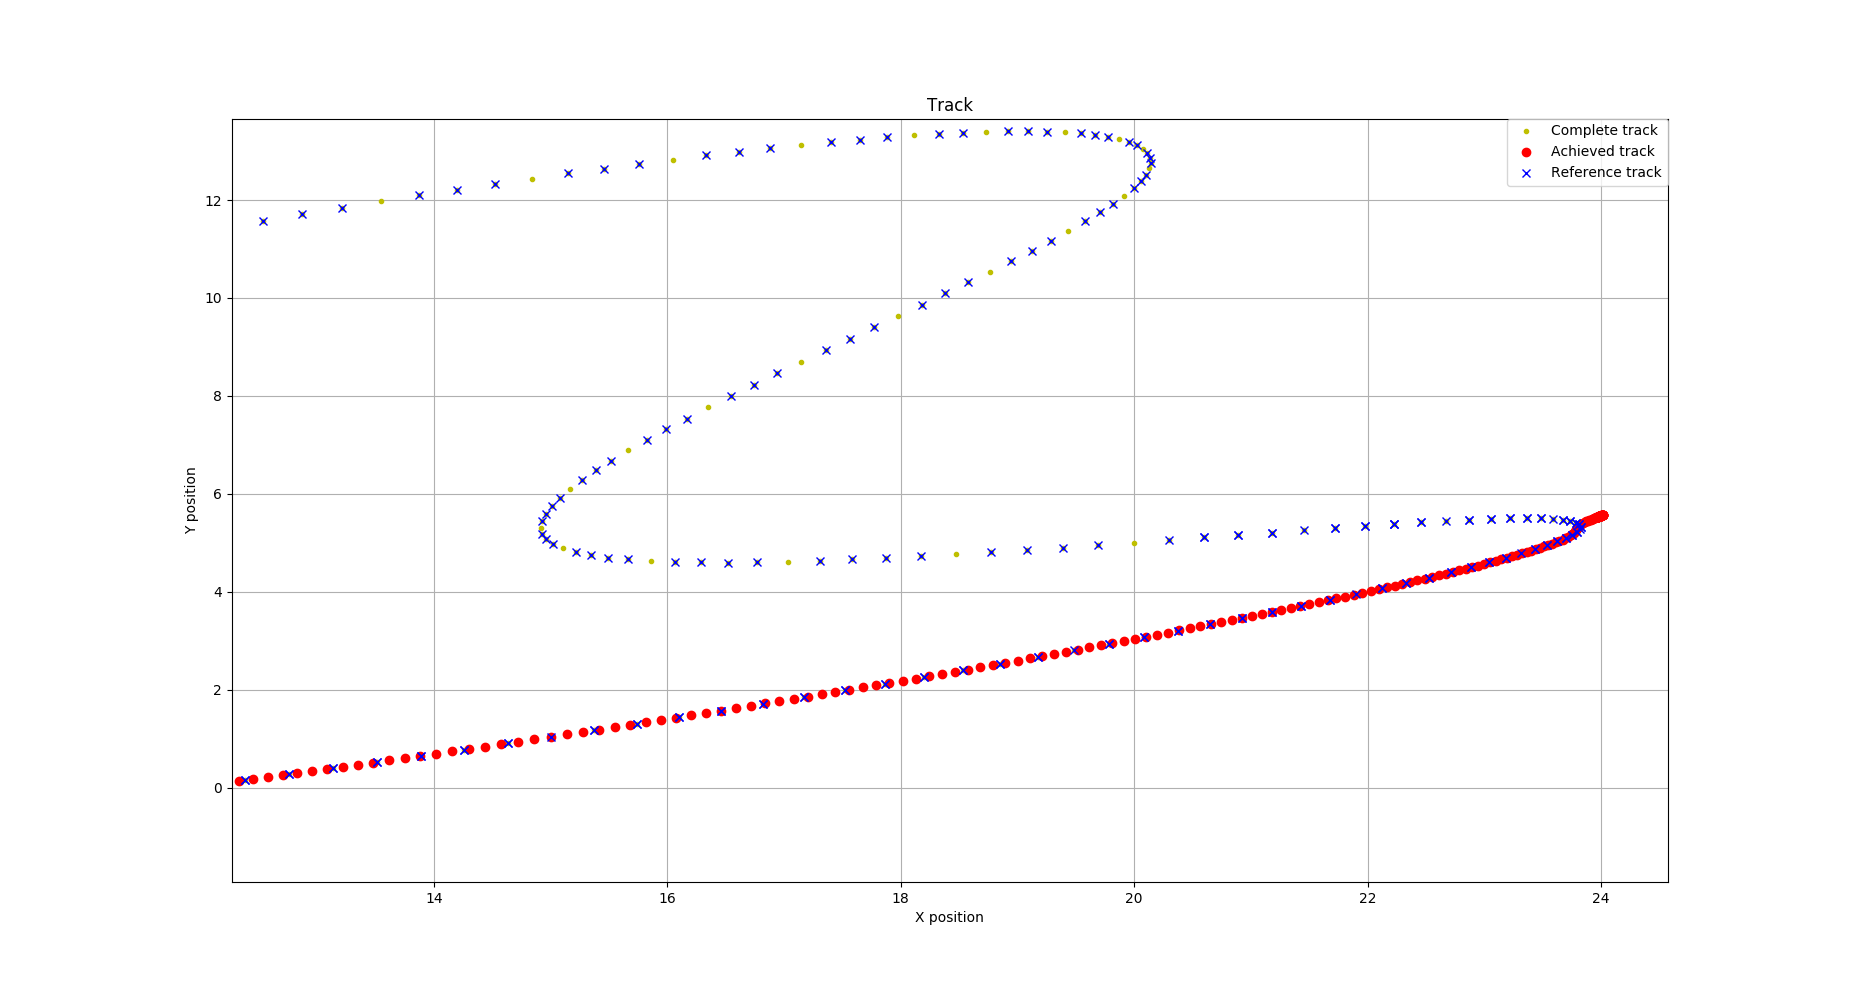 Track
Complete track
Achieved track
Reference track
12
10
8
6
4
2
0
Y position
14
16
18
20
22
24
X position